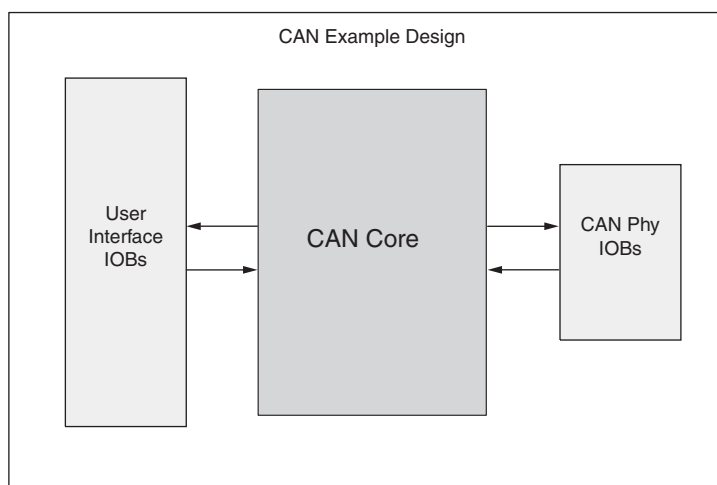 CAN Example Design
User
Interface
IOBs
CAN Core
CAN Phy
IOBs